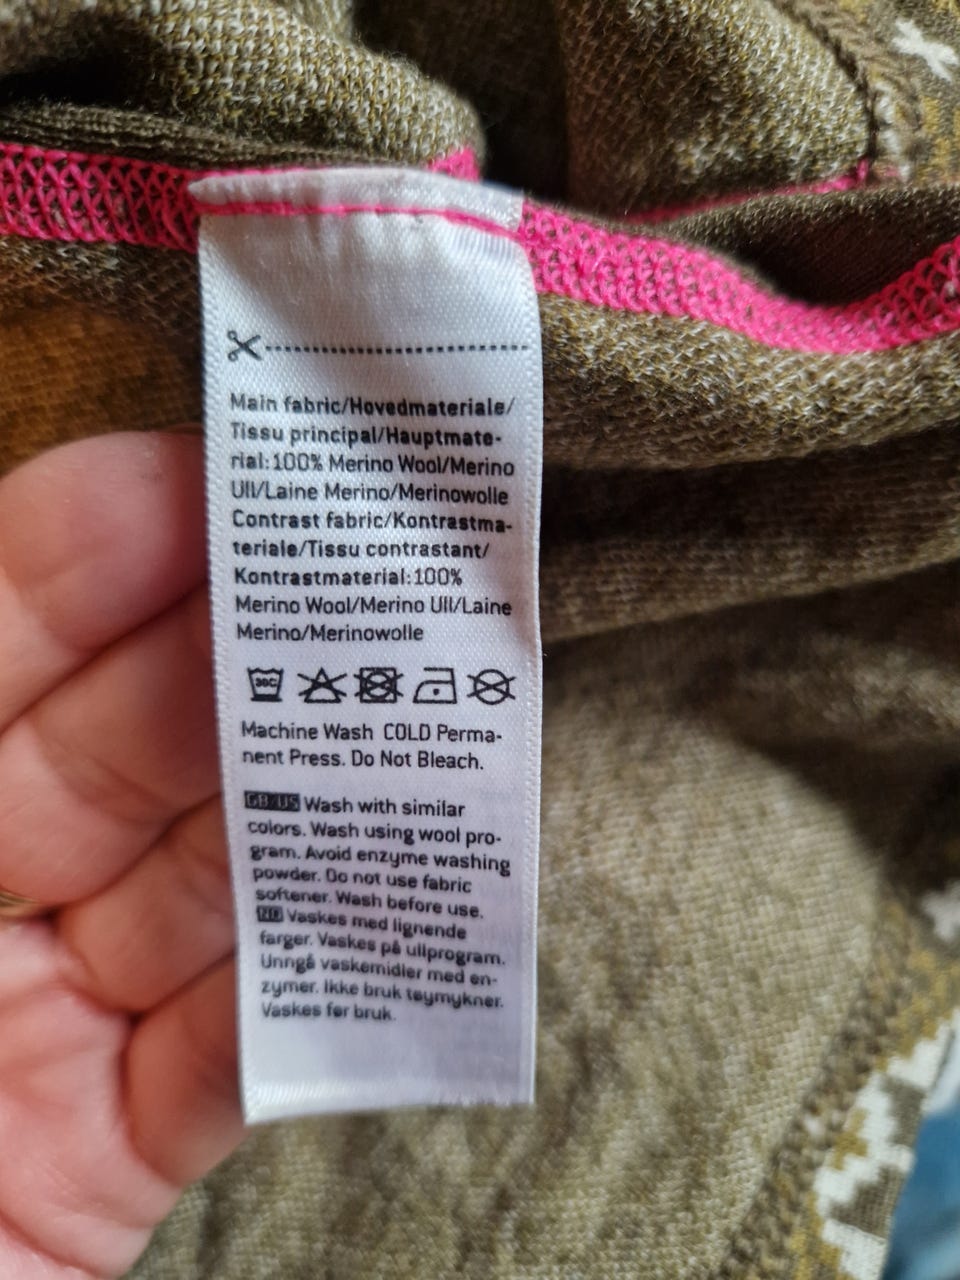 Main fabric/Hovedmateriale/
Tissu principal/Hauptmate-
rial:100% Merino Wool/Merino
Ull/Laine Merino/Merinowolle
Contrast fabric/Kontrastma-
teriale/Tissu contrastant/
Kontrastmaterial:100%
Merino Wool/Merino Ull/Laine
Merino/Merinowolle
30C
Machine Wash COLD Perma-
nent Press. Do Not Bleach.
GB/US Wash with similar
colors. Wash using wool pro-
gram. Avoid enzyme washing
powder. Do not use fabric
softener. Wash before use.
NO Vaskes med lignende
farger. Vaskes på ullprogram.
Unngå vaskemidler med en-
zymer. Ikke bruk tøymykner.
Vaskes før bruk.